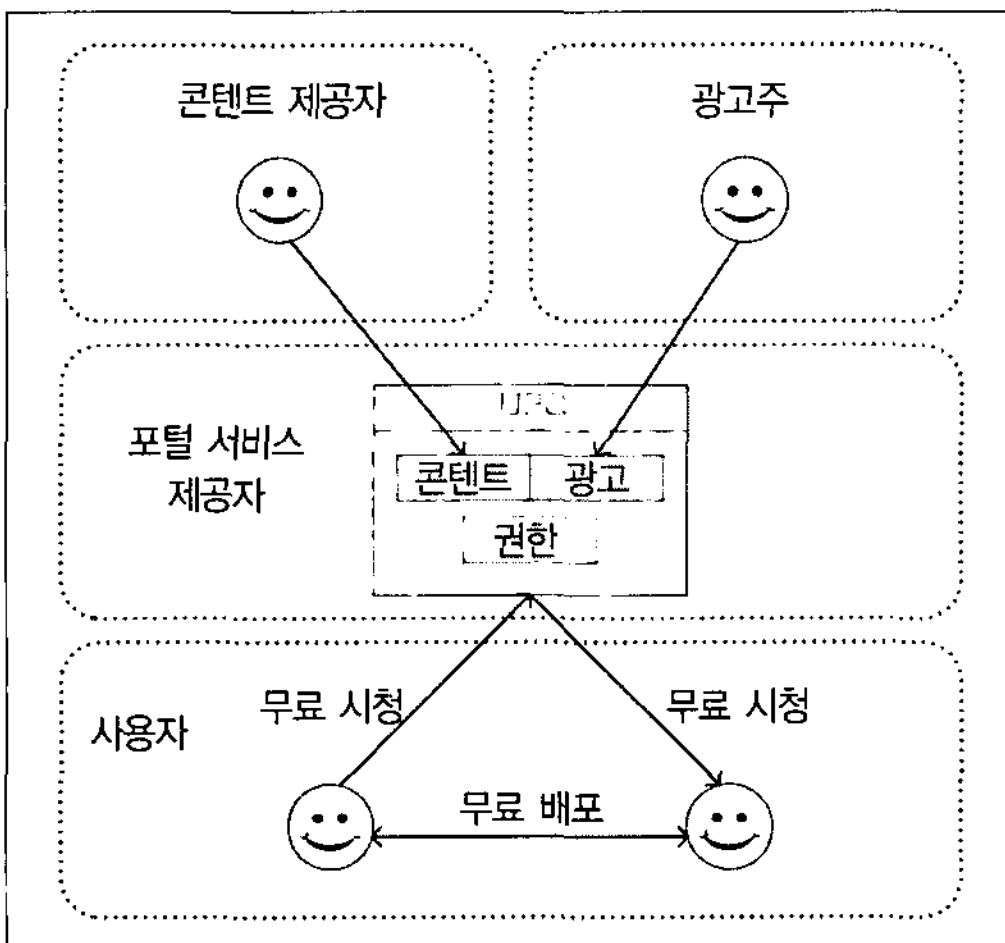 콘텐트 제공자
광고주
포털 서비스
제공자
콘텐트
광고
권한
무료 시청
무료 시청
사용자
무료 배포